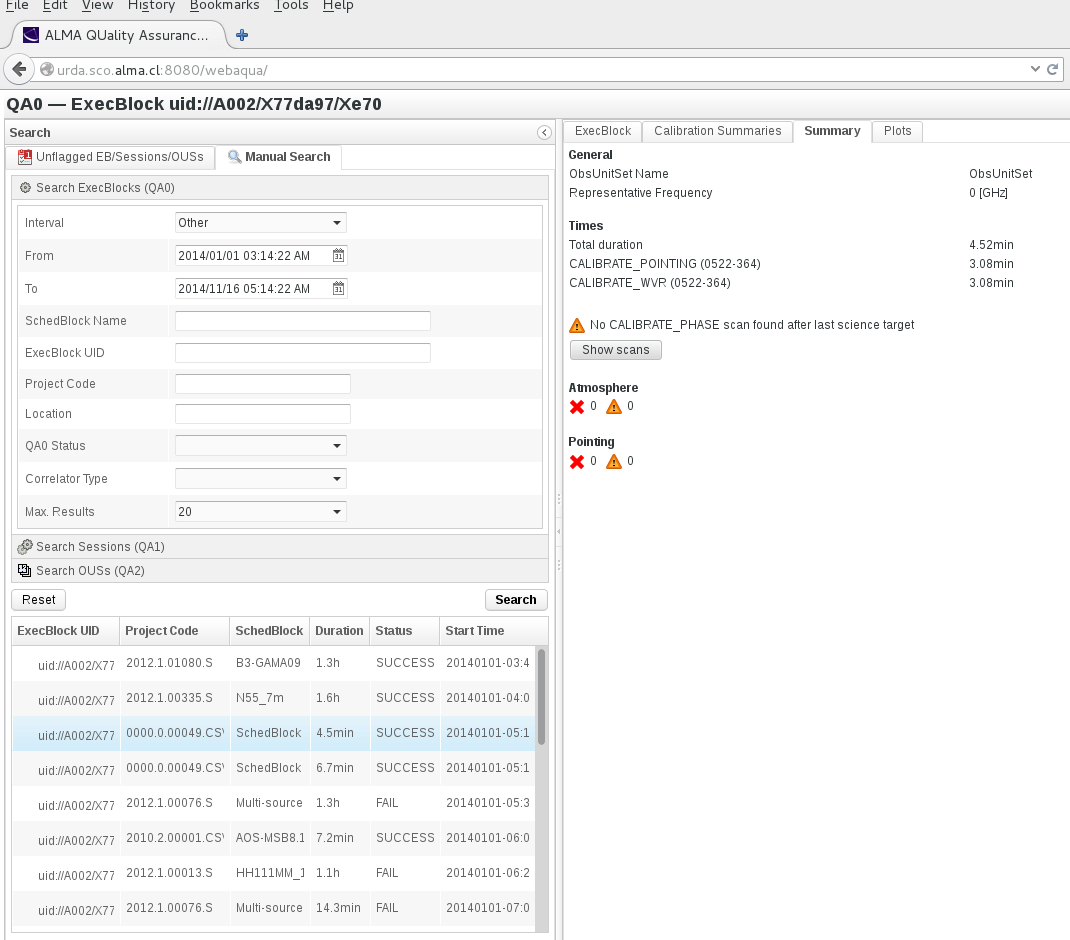 File Edit View History Bookmarks Tools Help
ALMA QUality Assuranc...
urda.sco.alma.cl:8080/webaqua/
QA0 — ExecBlock uid://A002/X77da97/Xe70
Search
Unflagged EB/Sessions/OUSs Manual Search
Search ExecBlocks (QA0)
Interval Other
From 2014/01/01 03:14:22 AM
To 2014/11/16 05:14:22 AM
SchedBlock Name
ExecBlock UID
Project Code
Location
QA0 Status
Correlator Type
Max. Results 20
Search Sessions (QA1)
Search OUSs (QA2)
Reset Search
ExecBlock UID Project Code SchedBlock Duration Status Start Time
uid://A002/X77 2012.1.01080.S B3-GAMA09 1.3h SUCCESS 20140101-03:4
uid://A002/X77 2012.1.00335.S N55_7m 1.6h SUCCESS 20140101-04:0
uid://A002/X77 0000.0.00049.CSV SchedBlock 4.5min SUCCESS 20140101-05:1
uid://A002/X77 0000.0.00049.CSV SchedBlock 6.7min SUCCESS 20140101-05:1
uid://A002/X77 2012.1.00076.S Multi-source 1.3h FAIL 20140101-05:3
uid://A002/X77 2010.2.00001.CSV AOS-MSB8.1 7.2min SUCCESS 20140101-06:0
uid://A002/X77 2012.1.00013.S HH111MM_1 1.1h FAIL 20140101-06:2
uid://A002/X77 2012.1.00076.S Multi-source 14.3min FAIL 20140101-07:0
ExecBlock Calibration Summaries Summary Plots
General
ObsUnitSet Name ObsUnitSet
Representative Frequency 0 [GHz]
Times
Total duration 4.52min
CALIBRATE_POINTING (0522-364) 3.08min
CALIBRATE_WVR (0522-364) 3.08min
No CALIBRATE_PHASE scan found after last science target
Show scans
Atmosphere
0 0
Pointing
0 0